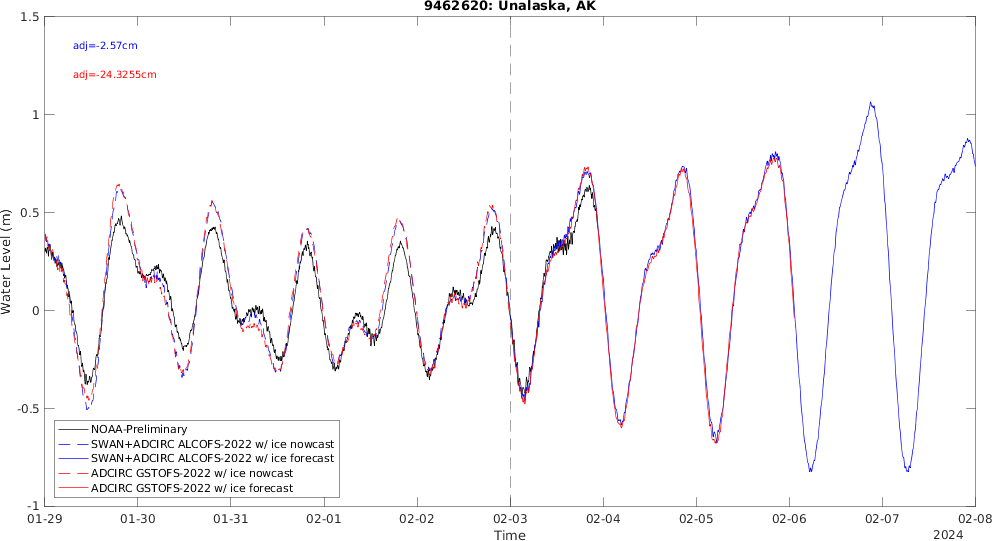 9462620: Unalaska, AK
1.5
adj=-2.57cm
adj=-24.3255cm
1
0.5
Water Level (m)
0
-0.5
NOAA-Preliminary
SWAN+ADCIRC ALCOFS-2022 w/ ice nowcast
SWAN+ADCIRC ALCOFS-2022 w/ ice forecast
ADCIRC GSTOFS-2022 w/ ice nowcast
ADCIRC GSTOFS-2022 w/ ice forecast
-1
01-29 01-30 01-31 02-01 02-02 02-03 02-04 02-05 02-06 02-07 02-08
Time
2024